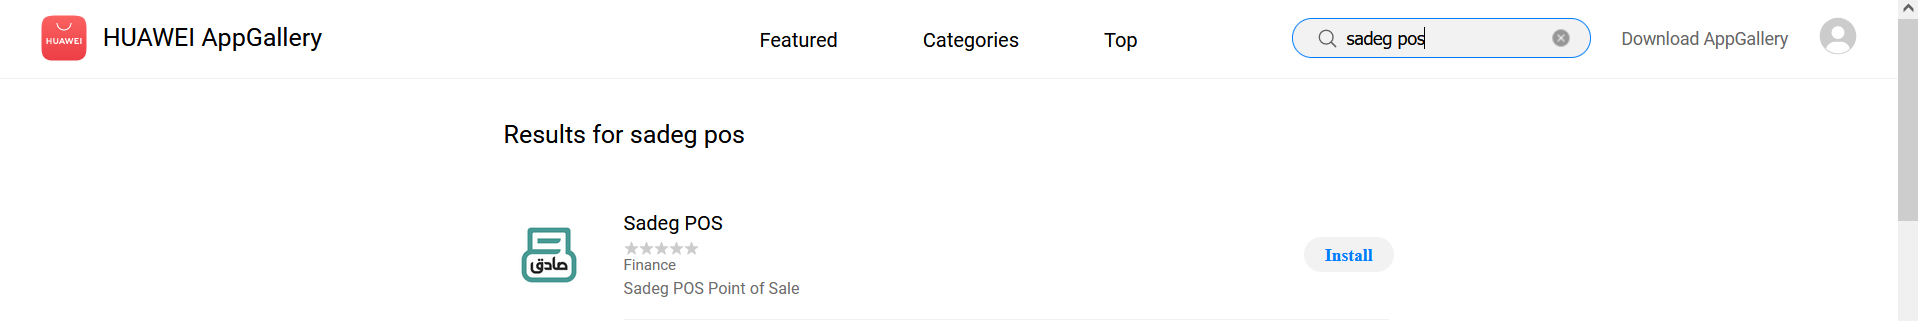 HUAWEI
HUAWEI AppGallery
Featured
Categories
Top
sadeg pos
Download AppGallery
Results for sadeg pos
صادق
Sadeg POS
Finance
Sadeg POS Point of Sale
Install